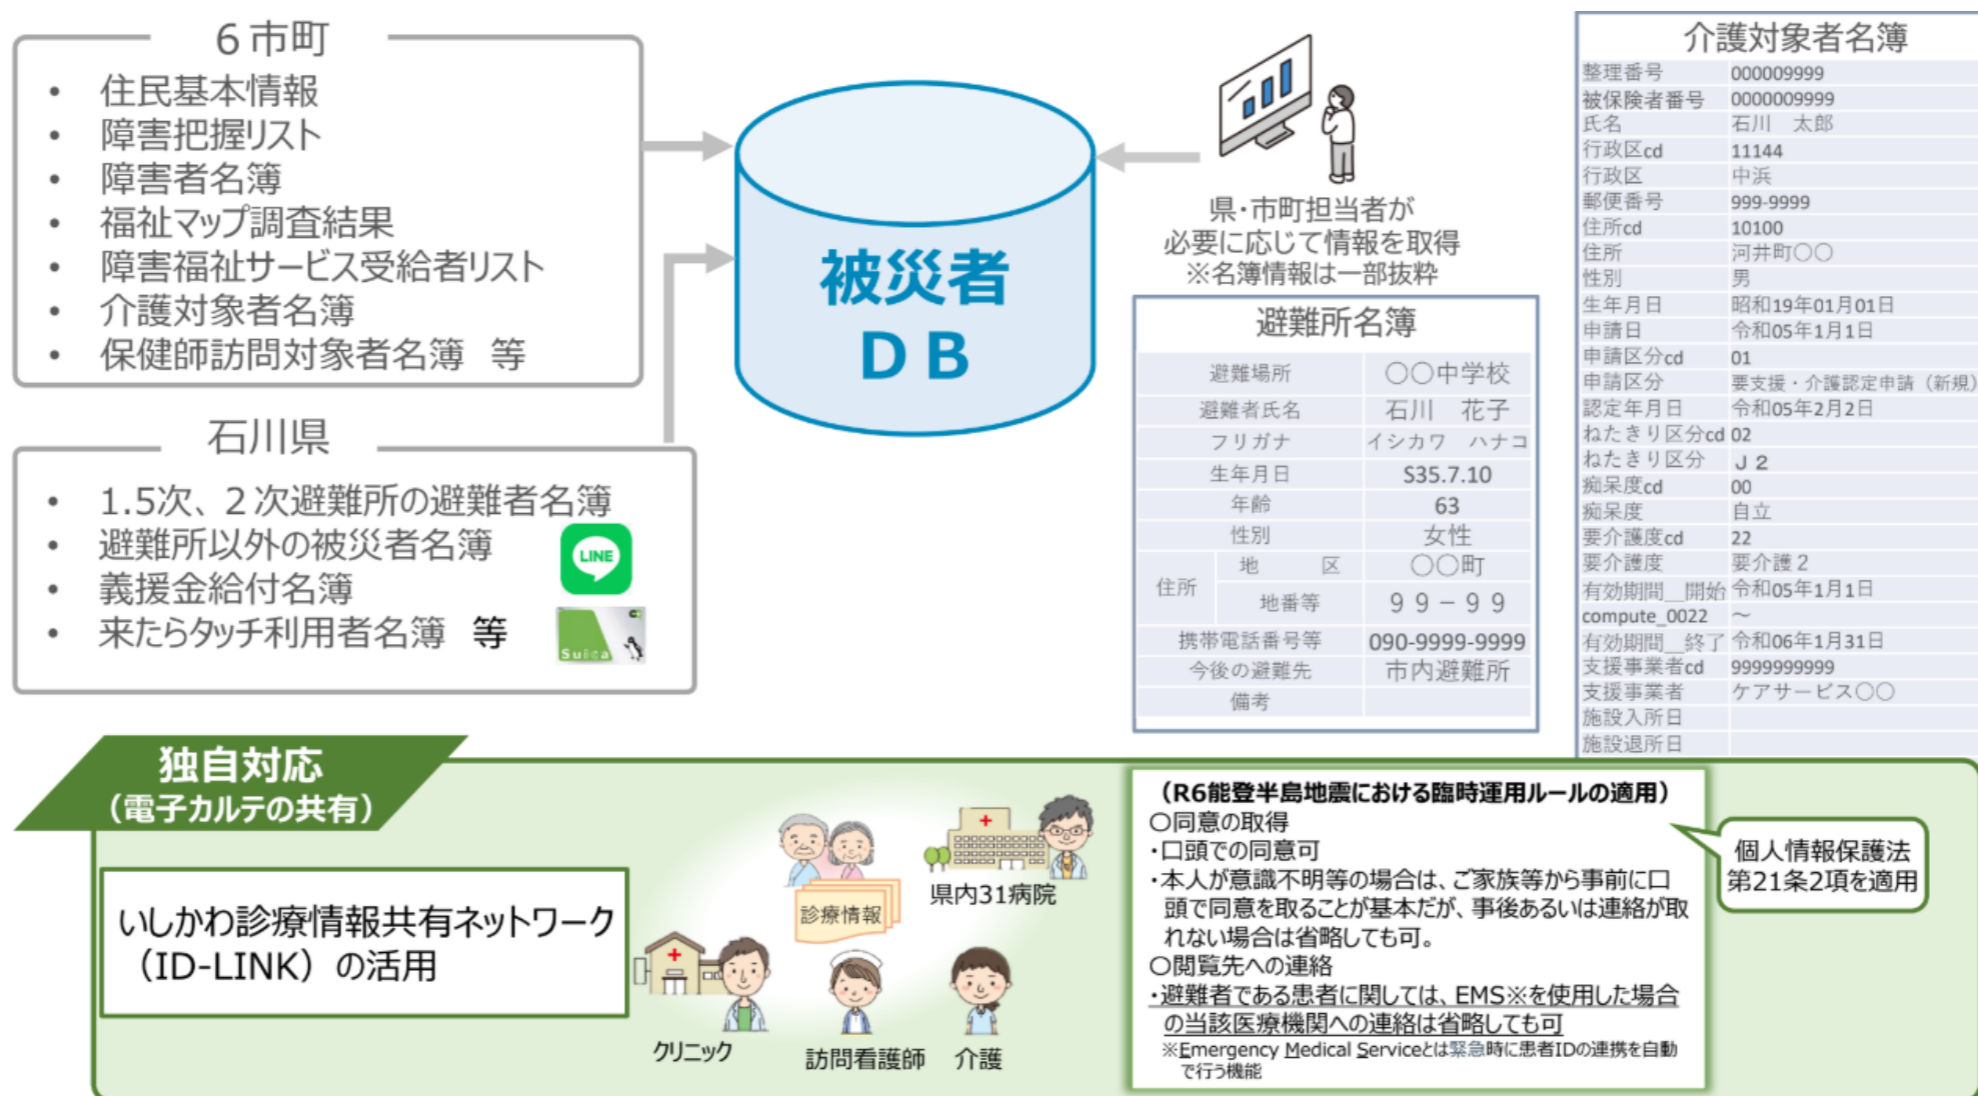 6市町
• 住民基本情報
• 障害把握リスト
• 障害者名簿
• 福祉マップ調査結果
• 障害福祉サービス受給者リスト
• 介護対象者名簿
• 保健師訪問対象者名簿 等
石川県
• 1.5次、2次避難所の避難者名簿
• 避難所以外の被災者名簿
• 義援金給付名簿
• 来たらタッチ利用者名簿 等
LINE
Suica
被災者
DB
県・市町担当者が
必要に応じて情報を取得
※名簿情報は一部抜粋
避難所名簿
避難場所 〇〇中学校
避難者氏名 石川 花子
フリガナ イシカワ ハナコ
生年月日 S35.7.10
年齢 63
性別 女性
住所 地 区 〇〇町
地番等 99-99
携帯電話番号等 090-9999-9999
今後の避難先 市内避難所
備考
介護対象者名簿
整理番号 000009999
被保険者番号 0000009999
氏名 石川 太郎
行政区cd 11144
行政区 中浜
郵便番号 999-9999
住所cd 10100
住所 河井町〇〇
性別 男
生年月日 昭和19年01月01日
申請日 令和05年1月1日
申請区分cd 01
申請区分 要支援・介護認定申請（新規）
認定年月日 令和05年2月2日
ねたきり区分cd 02
ねたきり区分 J2
痴呆度cd 00
痴呆度 自立
要介護度cd 22
要介護度 要介護2
有効期間__開始 令和05年1月1日
compute_0022 ～
有効期間__終了 令和06年1月31日
支援事業者cd 9999999999
支援事業者 ケアサービス〇〇
施設入所日
施設退所日
独自対応
（電子カルテの共有）
いしかわ診療情報共有ネットワーク
（ID-LINK）の活用
診療情報
県内31病院
クリニック
訪問看護師
介護
（R6能登半島地震における臨時運用ルールの適用）
〇同意の取得
・口頭での同意可
・本人が意識不明等の場合は、ご家族等から事前に口
頭で同意を取ることが基本だが、事後あるいは連絡が取
れない場合は省略しても可。
〇閲覧先への連絡
・避難者である患者に関しては、EMS※を使用した場合
の当該医療機関への連絡は省略しても可
※Emergency Medical Serviceとは緊急時に患者IDの連携を自動
で行う機能
個人情報保護法
第21条2項を適用